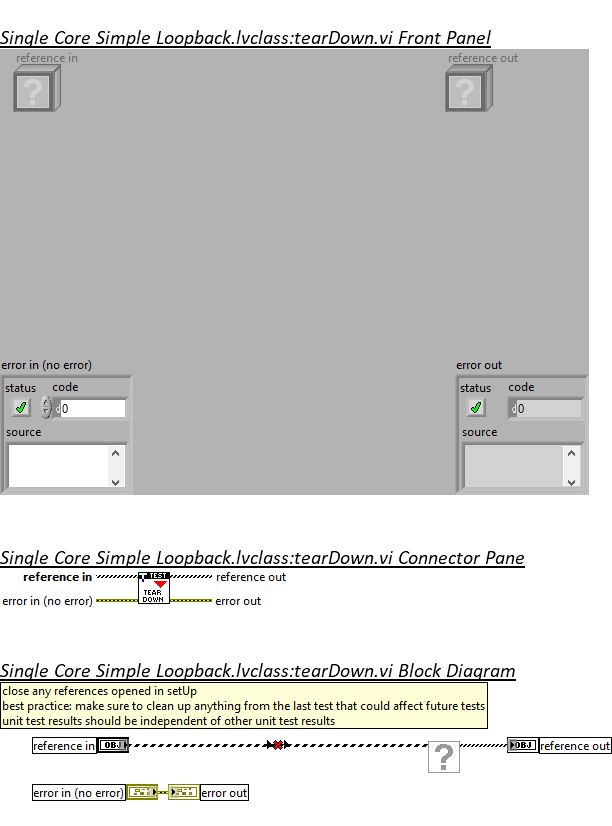 Single Core Simple Loopback.lvclass:tearDown.vi Front Panel
reference in
reference out
?
?
error in (no error)
error out
status
code
status
code
d0
d0
source
source
Single Core Simple Loopback.lvclass:tearDown.vi Connector Pane
reference in
TEST
reference out
TEAR
DOWN
error in (no error)
error out
Single Core Simple Loopback.lvclass:tearDown.vi Block Diagram
close any references opened in setUp
best practice: make sure to clean up anything from the last test that could affect future tests
unit test results should be independent of other unit test results
reference in
OBJ
?
OBJ
reference out
error in (no error)
error out